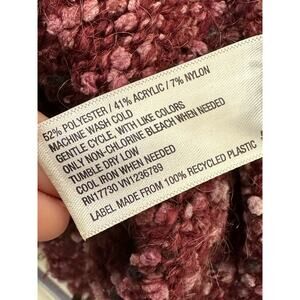 52% POLYESTER / 41% ACRYLIC / 7% NYLON
MACHINE WASH COLD
GENTLE CYCLE, WITH LIKE COLORS
ONLY NON-CHLORINE BLEACH WHEN NEEDED
TUMBLE DRY LOW
COOL IRON WHEN NEEDED
RN17730 VN1236789
LABEL MADE FROM 100% RECYCLED PLASTIC